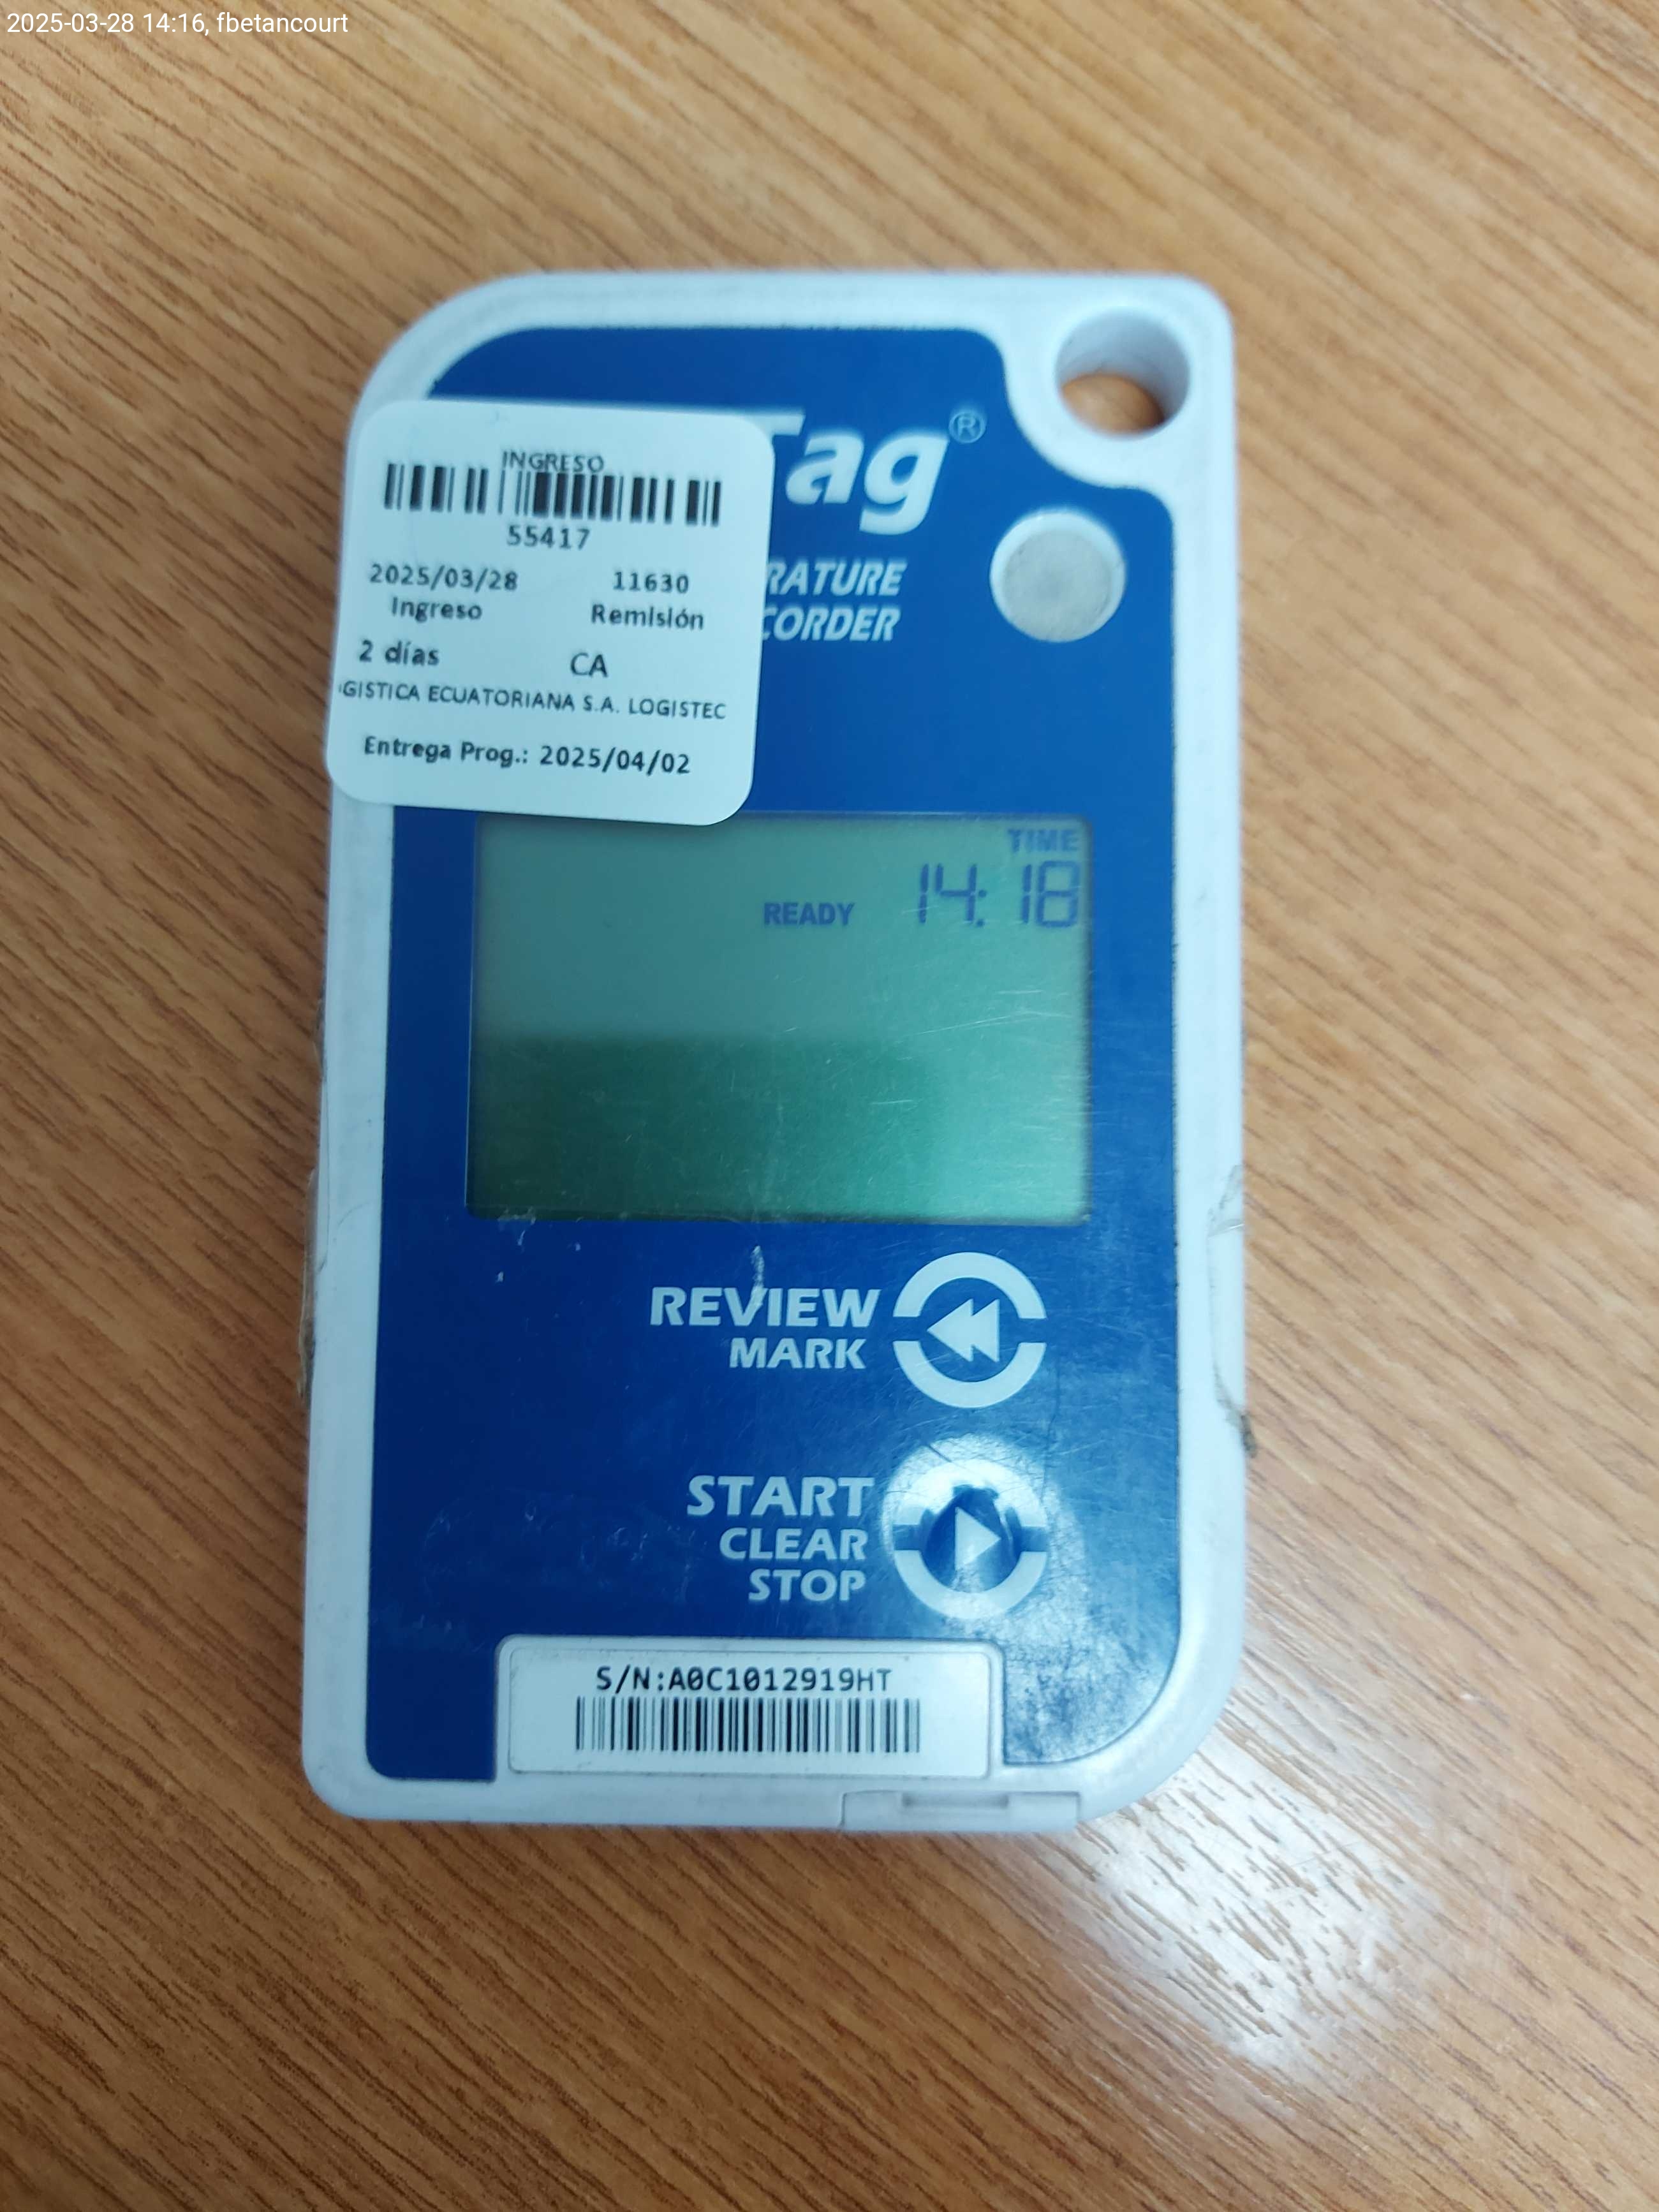 2025-03-28 14:16, fbetancourt
Tag®
RATURE
CORDER
INGRESO
55417
2025/03/28 11630
Ingreso Remisión
2 días CA
GISTICA ECUATORIANA S.A. LOGISTEC
Entrega Prog.: 2025/04/02
TIME
READY 14:18
REVIEW
MARK
START
CLEAR
STOP
S/N:A0C1012919HT